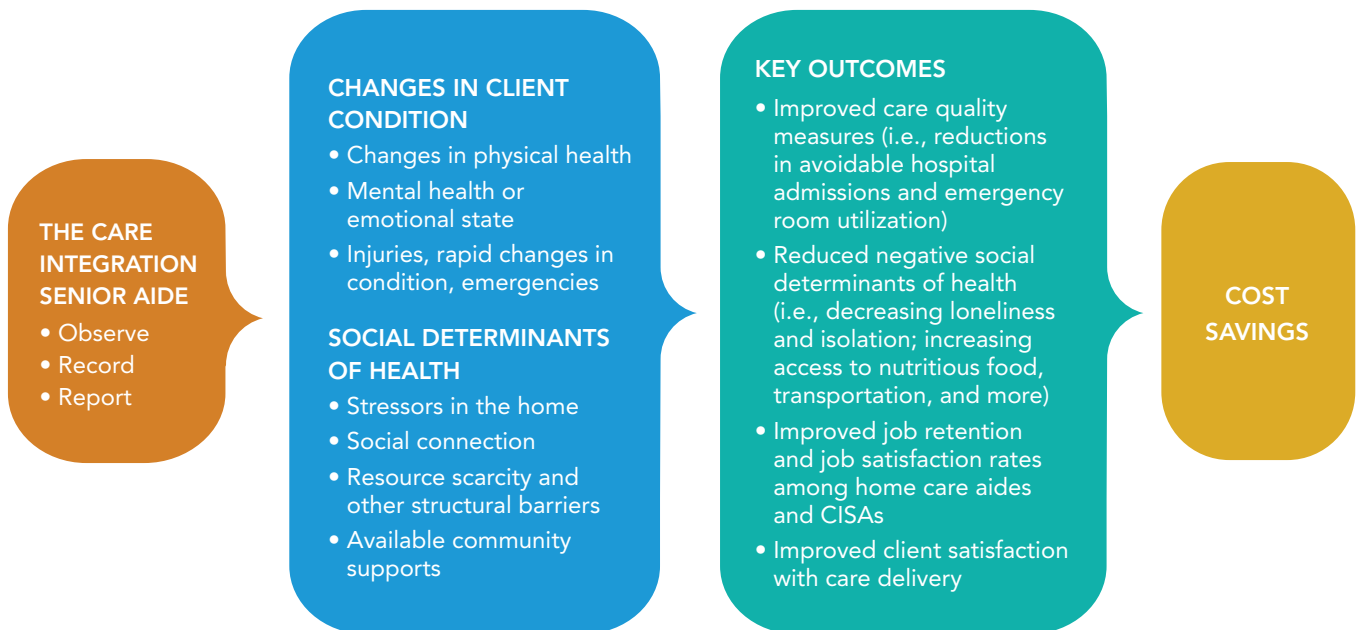 THE CARE
INTEGRATION
SENIOR AIDE
• Observe
• Record
• Report
CHANGES IN CLIENT
CONDITION
• Changes in physical health
• Mental health or
emotional state
• Injuries, rapid changes in
condition, emergencies
SOCIAL DETERMINANTS
OF HEALTH
• Stressors in the home
• Social connection
• Resource scarcity and
other structural barriers
• Available community
supports
KEY OUTCOMES
• Improved care quality
measures (i.e., reductions
in avoidable hospital
admissions and emergency
room utilization)
• Reduced negative social
determinants of health
(i.e., decreasing loneliness
and isolation; increasing
access to nutritious food,
transportation, and more)
• Improved job retention
and job satisfaction rates
among home care aides
and CISAs
• Improved client satisfaction
with care delivery
COST
SAVINGS